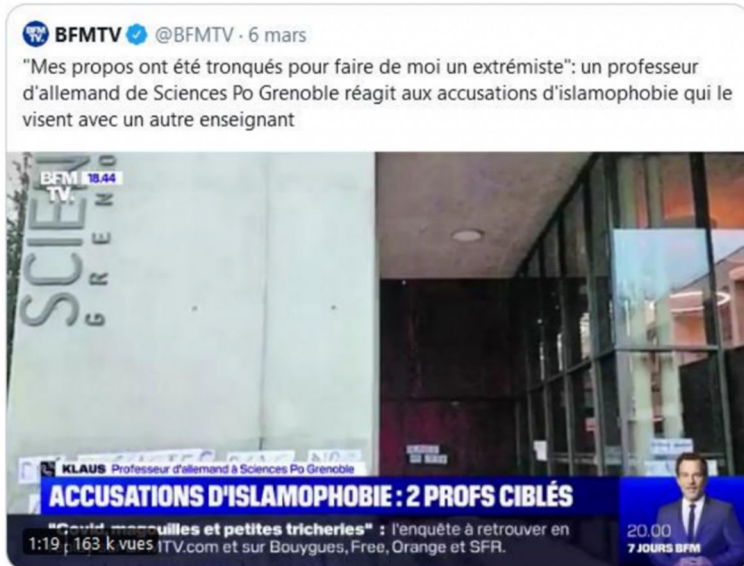 BFMTV @BFMTV · 6 mars
"Mes propos ont été tronqués pour faire de moi un extrémiste": un professeur
d'allemand de Sciences Po Grenoble réagit aux accusations d'islamophobie qui le
visent avec un autre enseignant
BFM 18.44
TV.
SCIEN
GRENO
KLAUS Professeur d'allemand à Sciences Po Grenoble
ACCUSATIONS D'ISLAMOPHOBIE : 2 PROFS CIBLÉS
"Covid, magouilles et petites tricheries" : l'enquête à retrouver en
1:19 163 k vues TV.com et sur Bouygues, Free, Orange et SFR.
20.00
7 JOURS BFM